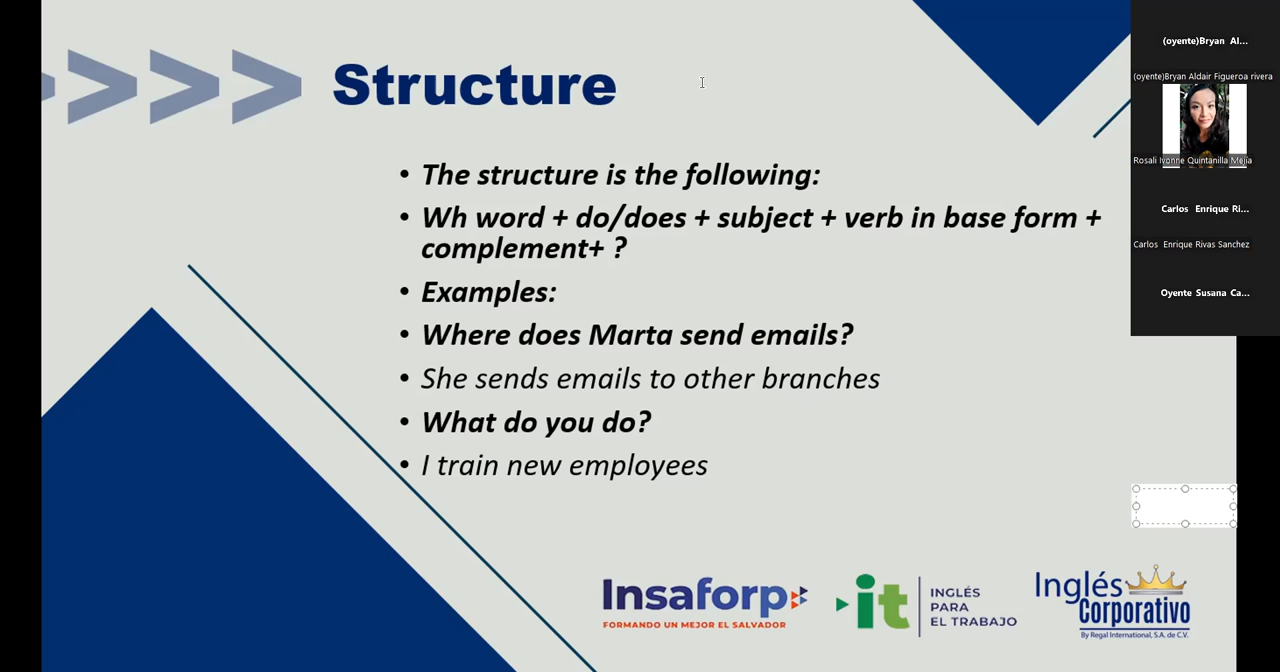 Structure
• The structure is the following:
• Wh word + do/does + subject + verb in base form +
complement+ ?
• Examples:
• Where does Marta send emails?
• She sends emails to other branches
• What do you do?
• I train new employees
Insaforp
FORMANDO UN MEJOR EL SALVADOR
it
INGLÉS
PARA
EL TRABAJO
Inglés
Corporativo
By Regal International, S.A. de C.V.
(oyente)Bryan Al...
(oyente)Bryan Aldair Figueroa rivera
Rosali Ivonne Quintanilla Mejia
Carlos Enrique Ri...
Carlos Enrique Rivas Sanchez
Oyente Susana Ca...